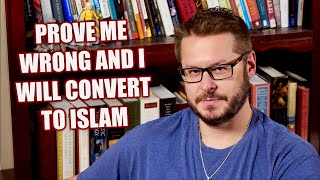 PROVE ME
WRONG AND I
WILL CONVERT
TO ISLAM